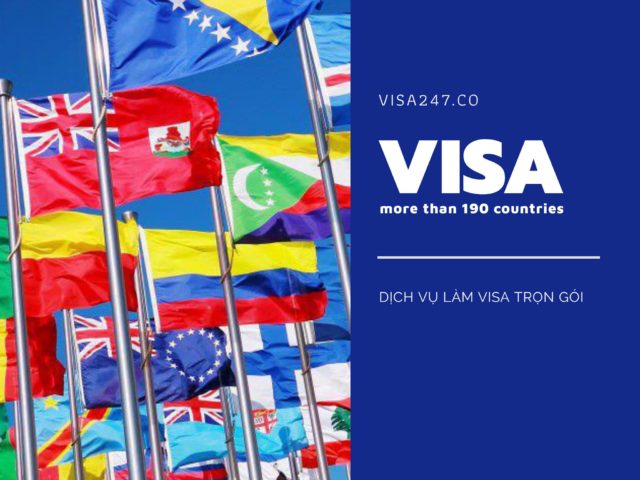 VISA247.CO
VISA
more than 190 countries
DỊCH VỤ LÀM VISA TRỌN GÓI